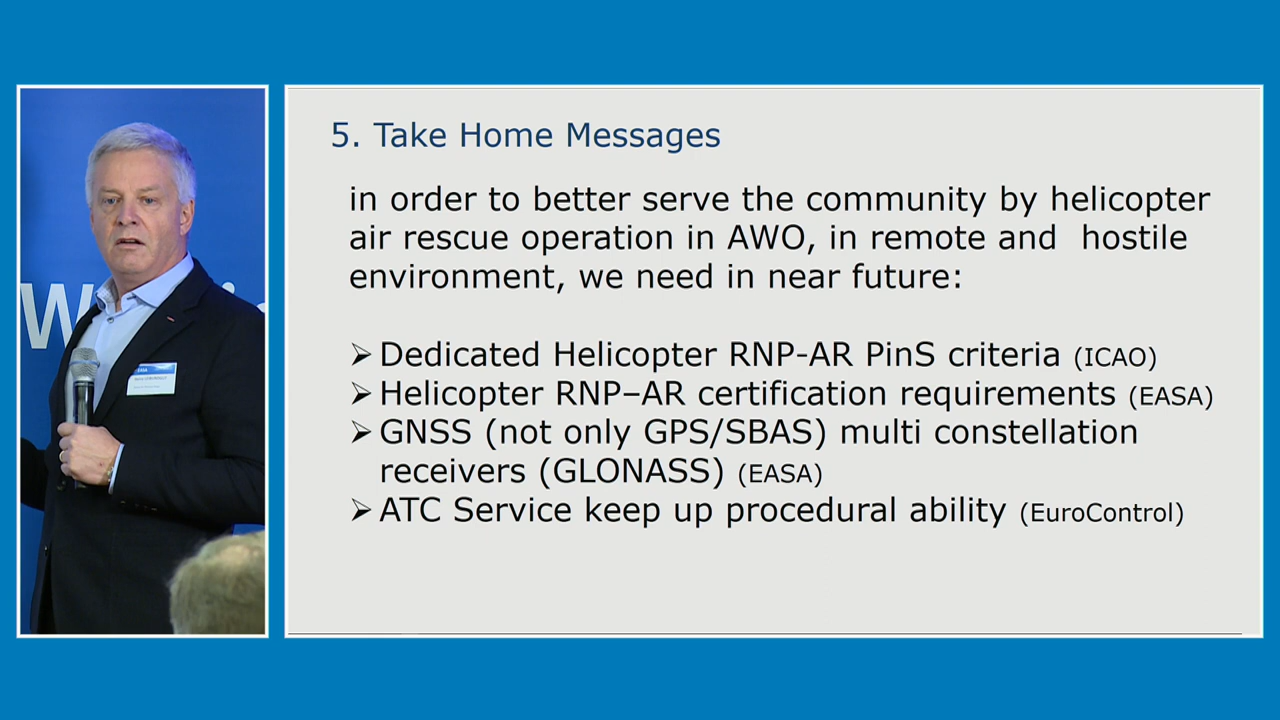 5. Take Home Messages
in order to better serve the community by helicopter
air rescue operation in AWO, in remote and hostile
environment, we need in near future:
➢ Dedicated Helicopter RNP-AR PinS criteria (ICAO)
➢ Helicopter RNP–AR certification requirements (EASA)
➢ GNSS (not only GPS/SBAS) multi constellation
receivers (GLONASS) (EASA)
➢ ATC Service keep up procedural ability (EuroControl)
EASA